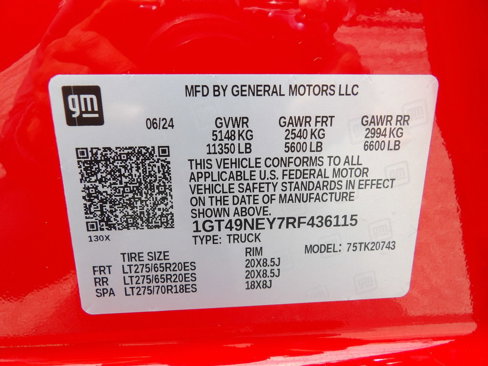 gm
MFD BY GENERAL MOTORS LLC
06/24 GVWR GAWR FRT GAWR RR
5148 KG 2540 KG 2994 KG
11350 LB 5600 LB 6600 LB
THIS VEHICLE CONFORMS TO ALL
APPLICABLE U.S. FEDERAL MOTOR
VEHICLE SAFETY STANDARDS IN EFFECT
ON THE DATE OF MANUFACTURE
SHOWN ABOVE.
1GT49NEY7RF436115
130X TYPE: TRUCK
MODEL: 75TK20743
TIRE SIZE RIM
FRT LT275/65R20ES 20X8.5J
RR LT275/65R20ES 20X8.5J
SPA LT275/70R18ES 18X8J